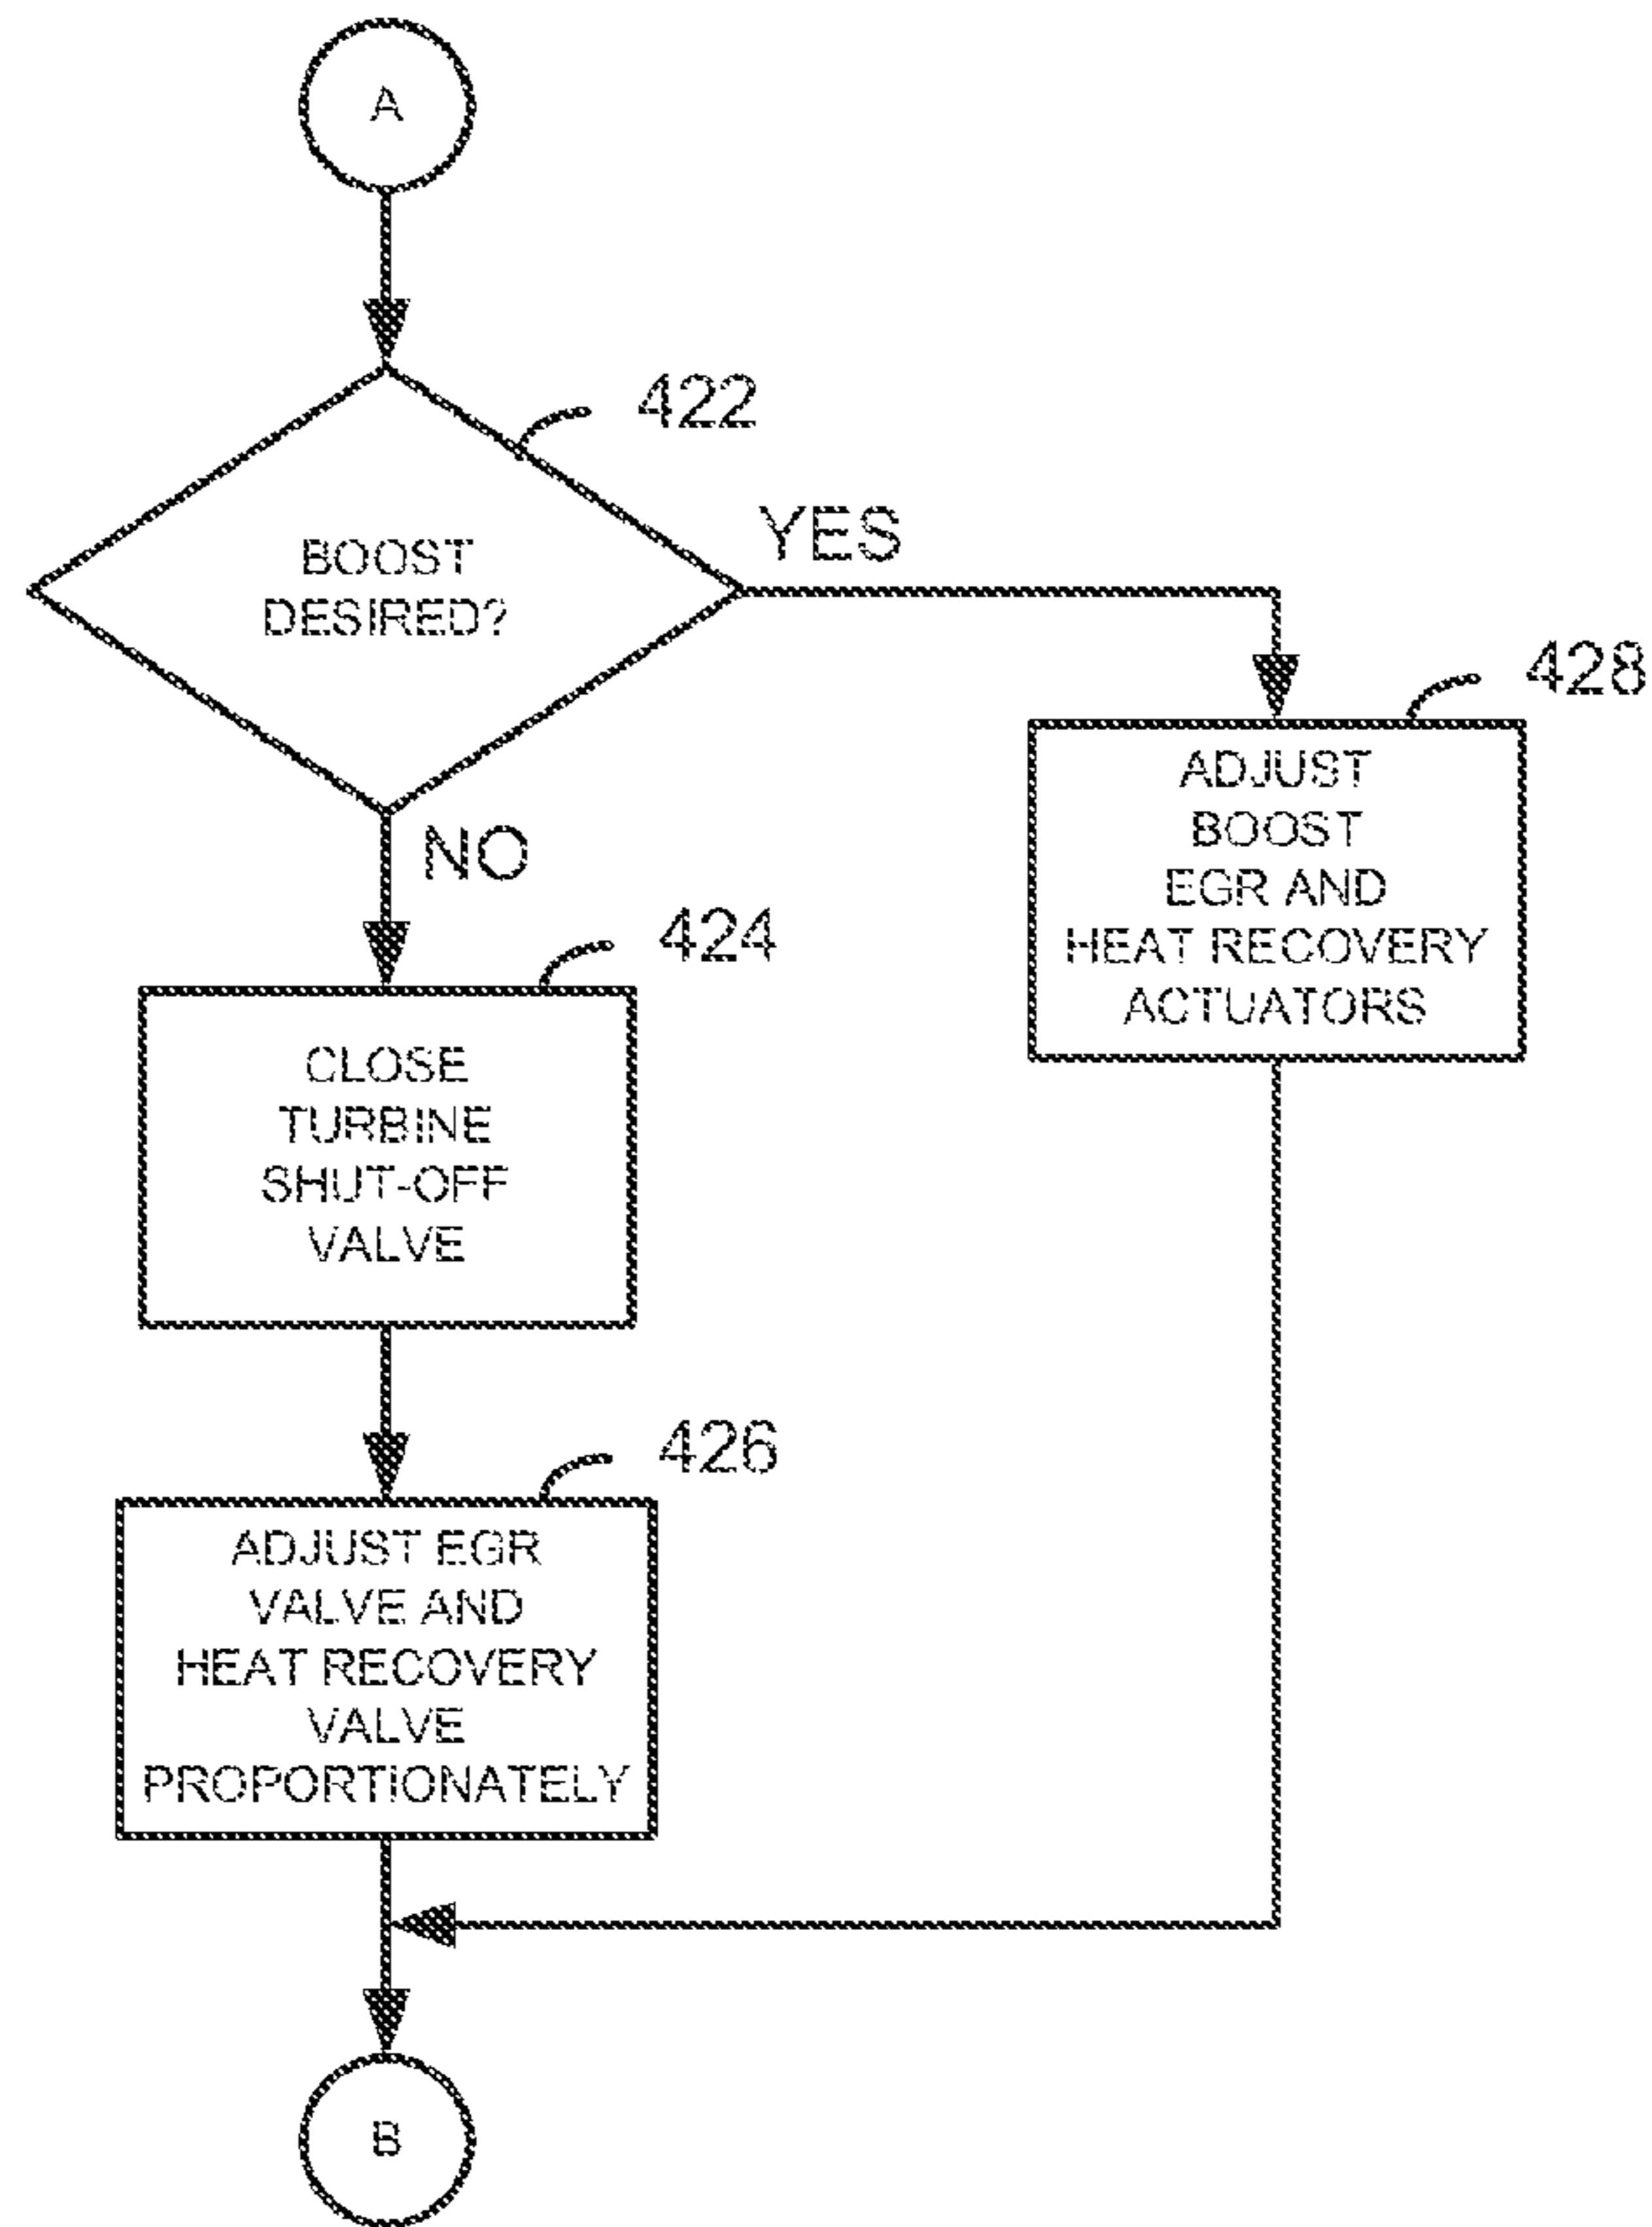 A
422
BOOST
DESIRED?
YES
NO
428
ADJUST
BOOST
EGR AND
HEAT RECOVERY
ACTUATORS
424
CLOSE
TURBINE
SHUT-OFF
VALVE
426
ADJUST EGR
VALVE AND
HEAT RECOVERY
VALVE
PROPORTIONATELY
B